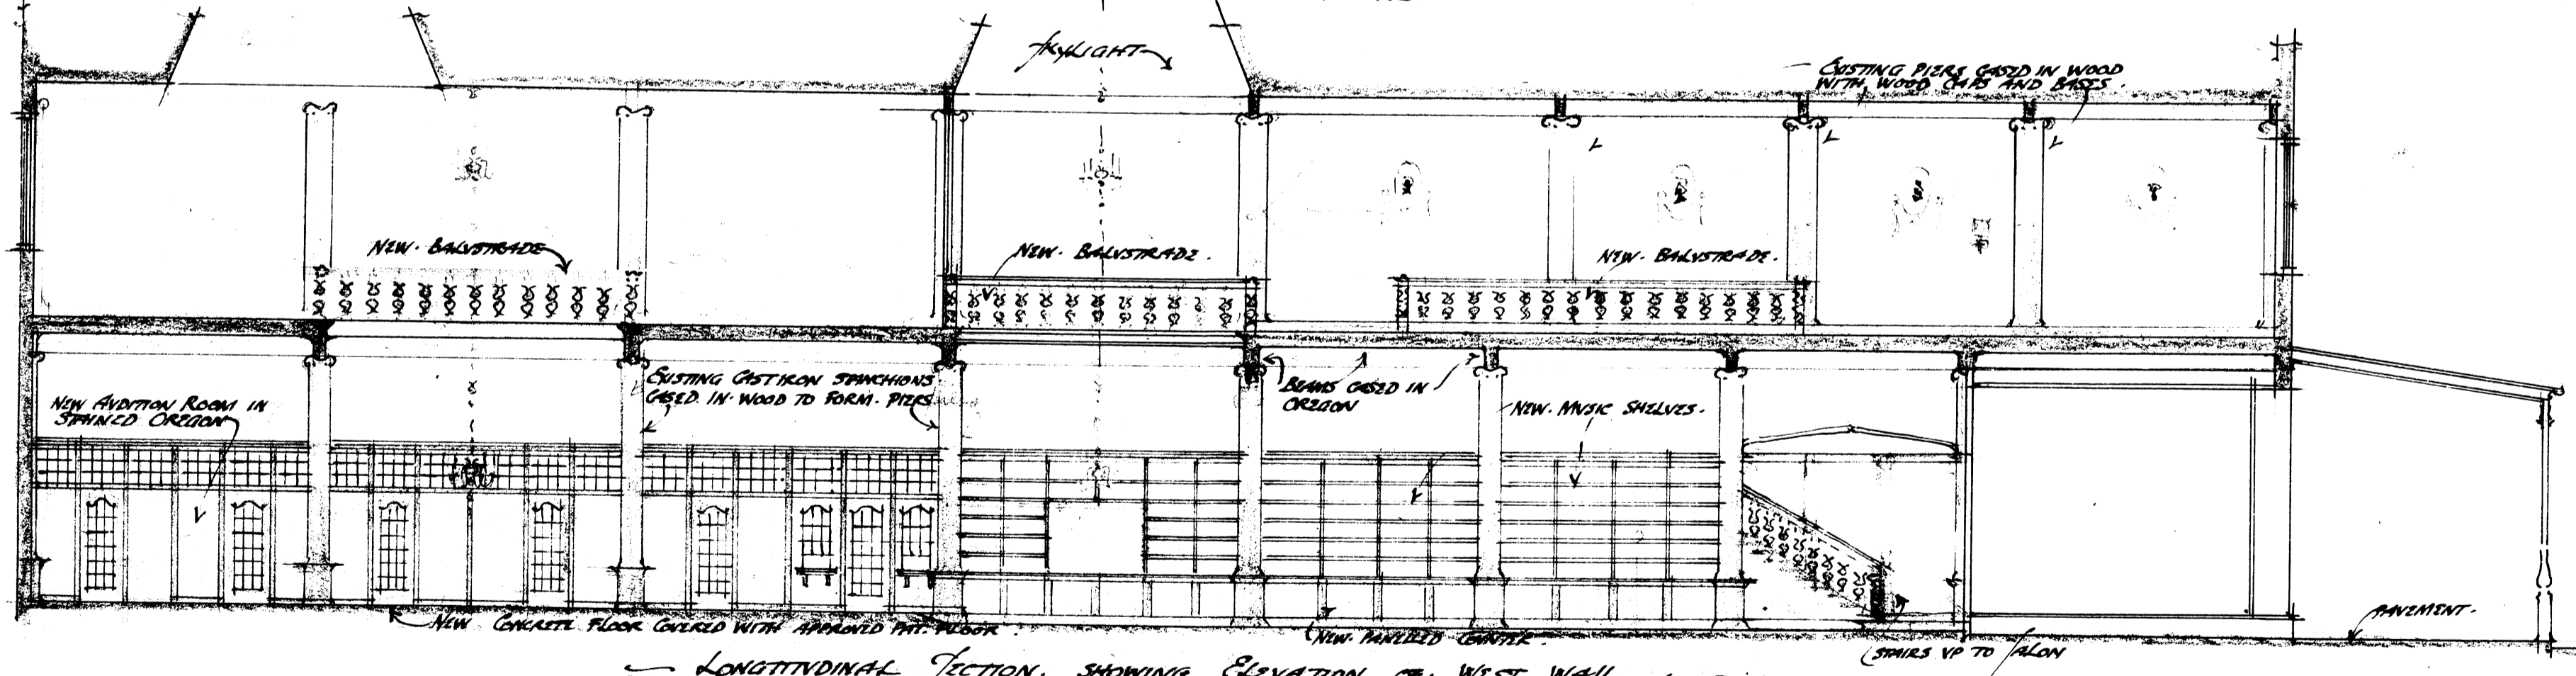 SKYLIGHT
EXISTING PIERS CASED IN WOOD
WITH WOOD CAPS AND BASES.
NEW. BALUSTRADE
NEW. BALUSTRADE.
NEW. BALUSTRADE.
EXISTING CAST IRON STANCHIONS
CASED IN WOOD TO FORM. PIERS
BEAMS CASED IN
OREGON
NEW AUDITION ROOM IN
STAINED OREGON
NEW. MUSIC SHELVES.
NEW CONCRETE FLOOR COVERED WITH APPROVED PAT. FLOOR.
NEW. PANELLED COUNTER.
PAVEMENT.
STAIRS UP TO SALON
LONGITUDINAL SECTION. SHOWING ELEVATION OF. WEST WALL